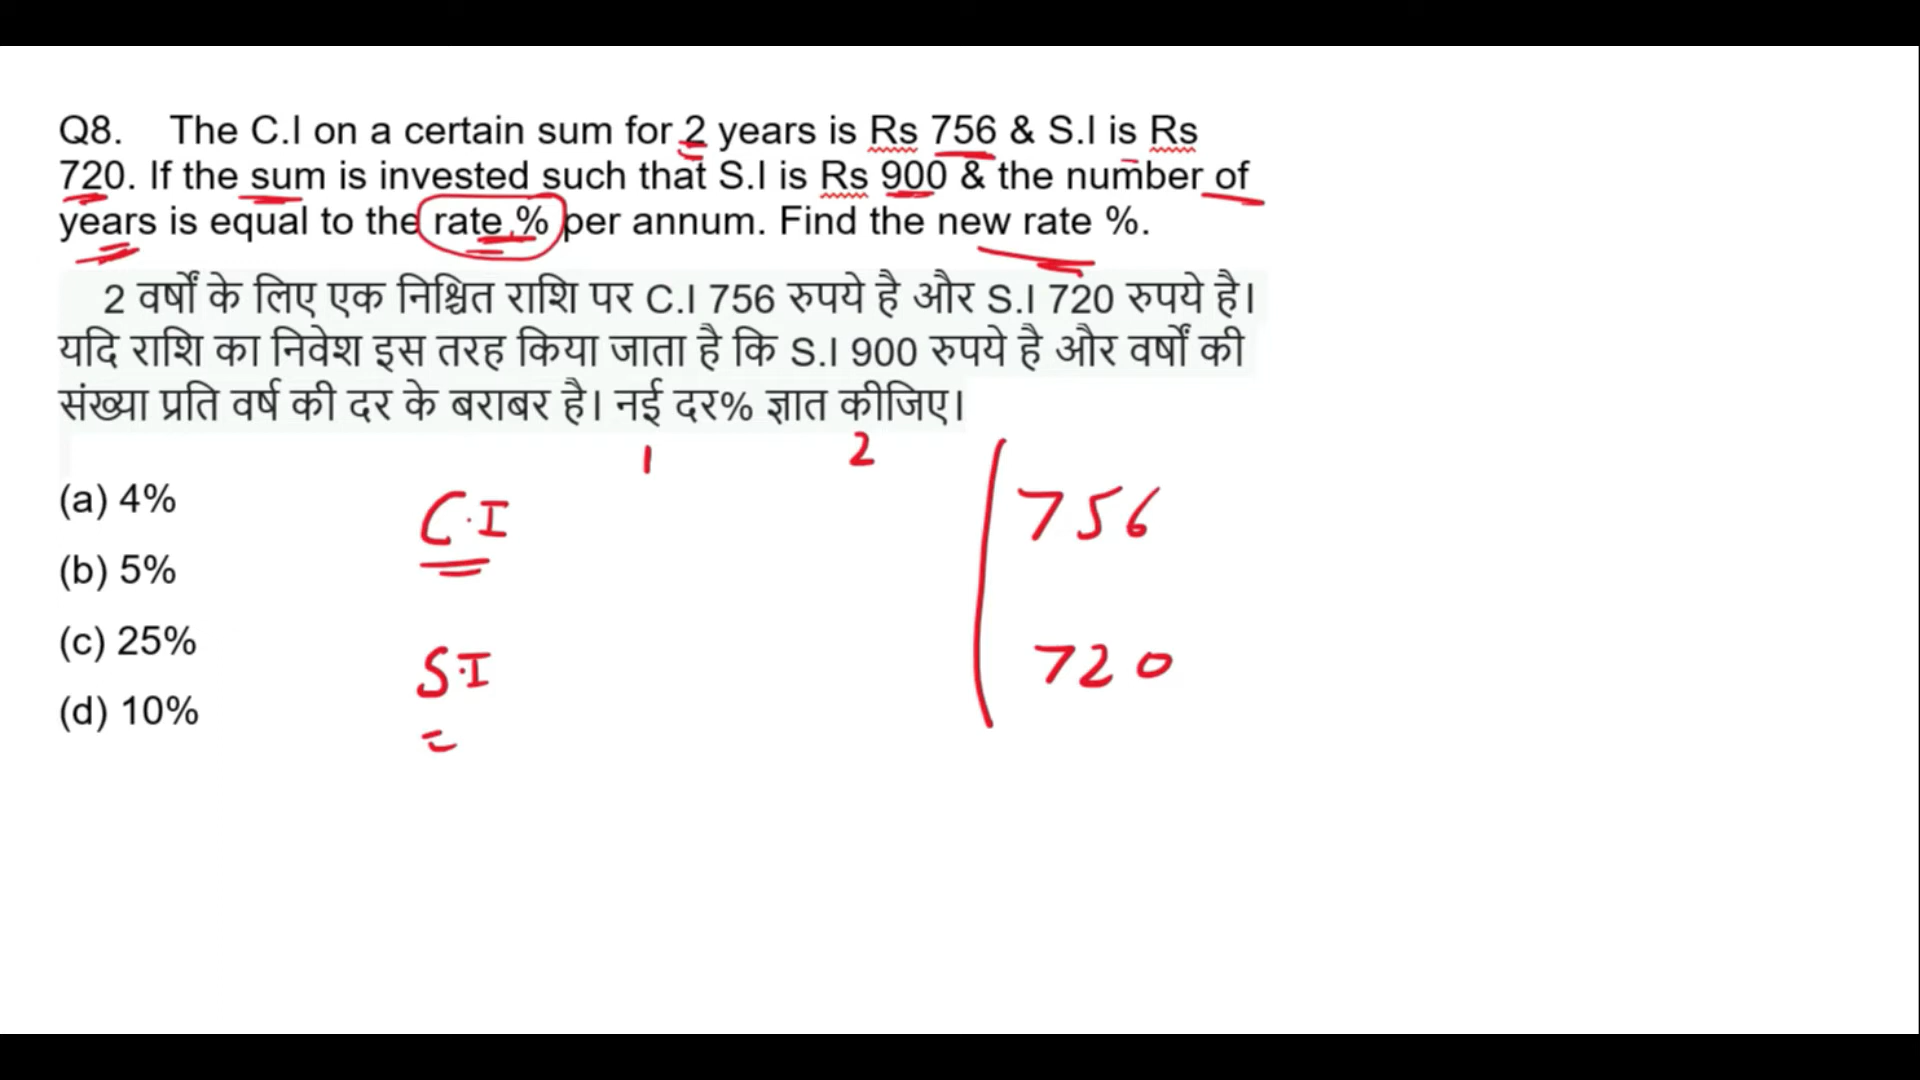 Q8. The C.I on a certain sum for 2 years is Rs 756 & S.I is Rs
720. If the sum is invested such that S.I is Rs 900 & the number of
years is equal to the rate % per annum. Find the new rate %.
2 वर्षों के लिए एक निश्चित राशि पर C.I 756 रुपये है और S.I 720 रुपये है।
यदि राशि का निवेश इस तरह किया जाता है कि S.I 900 रुपये है और वर्षों की
संख्या प्रति वर्ष की दर के बराबर है। नई दर% ज्ञात कीजिए।
1 2
(a) 4%
C.I 756
(b) 5%
(c) 25%
S.I 720
(d) 10%